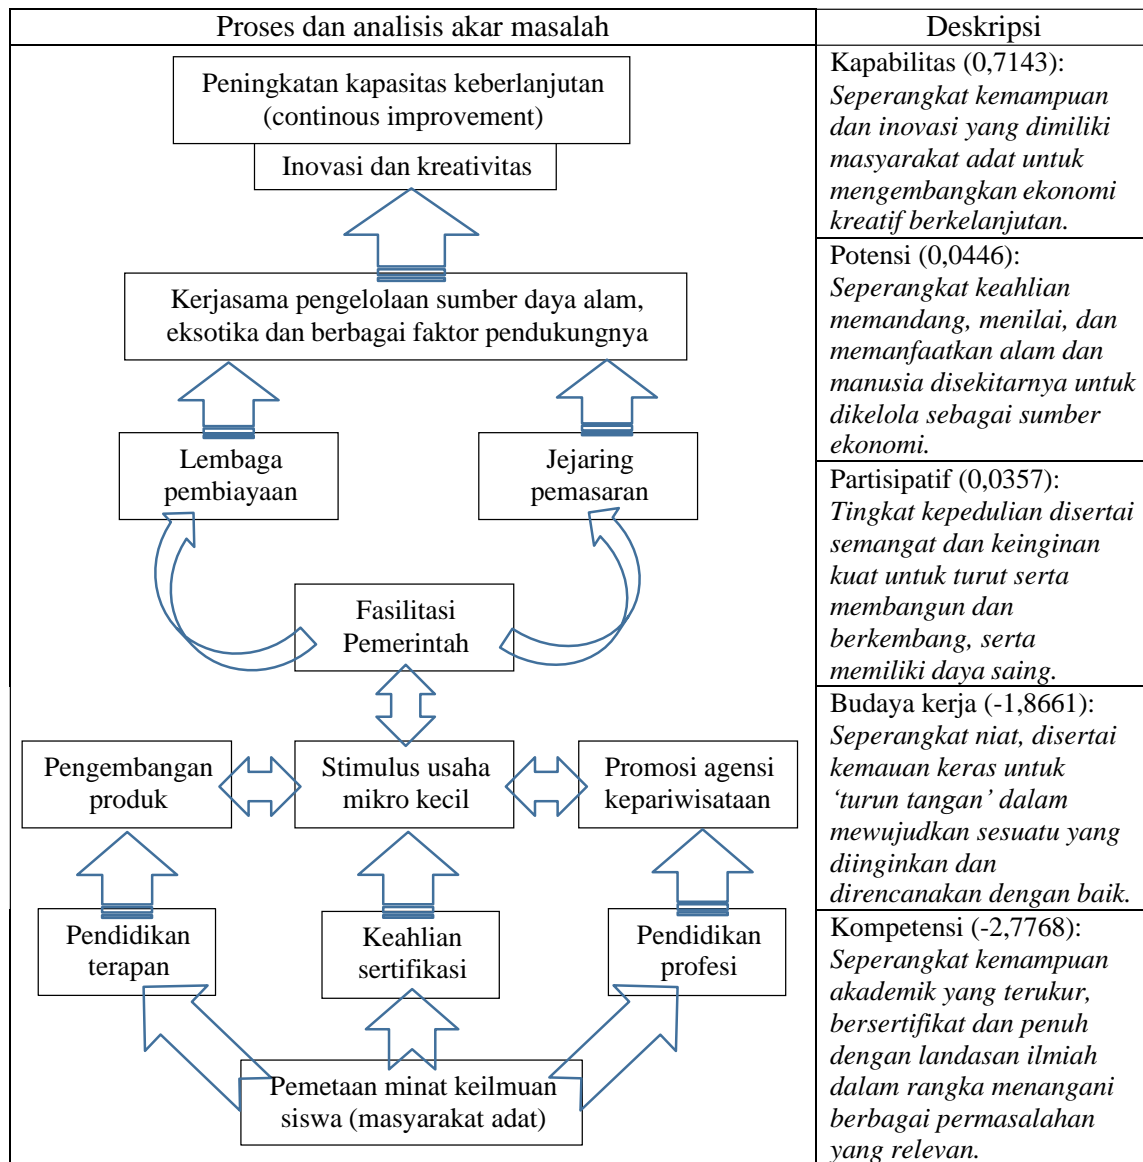 Proses dan analisis akar masalah
Deskripsi
Peningkatan kapasitas keberlanjutan
(continous improvement)
Inovasi dan kreativitas
Kerjasama pengelolaan sumber daya alam,
eksotika dan berbagai faktor pendukungnya
Lembaga
pembiayaan
Jejaring
pemasaran
Fasilitasi
Pemerintah
Pengembangan
produk
Stimulus usaha
mikro kecil
Promosi agensi
kepariwisataan
Pendidikan
terapan
Keahlian
sertifikasi
Pendidikan
profesi
Pemetaan minat keilmuan
siswa (masyarakat adat)
Kapabilitas (0,7143):
Seperangkat kemampuan
dan inovasi yang dimiliki
masyarakat adat untuk
mengembangkan ekonomi
kreatif berkelanjutan.
Potensi (0,0446):
Seperangkat keahlian
memandang, menilai, dan
memanfaatkan alam dan
manusia disekitarnya untuk
dikelola sebagai sumber
ekonomi.
Partisipatif (0,0357):
Tingkat kepedulian disertai
semangat dan keinginan
kuat untuk turut serta
membangun dan
berkembang, serta
memiliki daya saing.
Budaya kerja (-1,8661):
Seperangkat niat, disertai
kemauan keras untuk
‘turun tangan’ dalam
mewujudkan sesuatu yang
diinginkan dan
direncanakan dengan baik.
Kompetensi (-2,7768):
Seperangkat kemampuan
akademik yang terukur,
bersertifikat dan penuh
dengan landasan ilmiah
dalam rangka menangani
berbagai permasalahan
yang relevan.